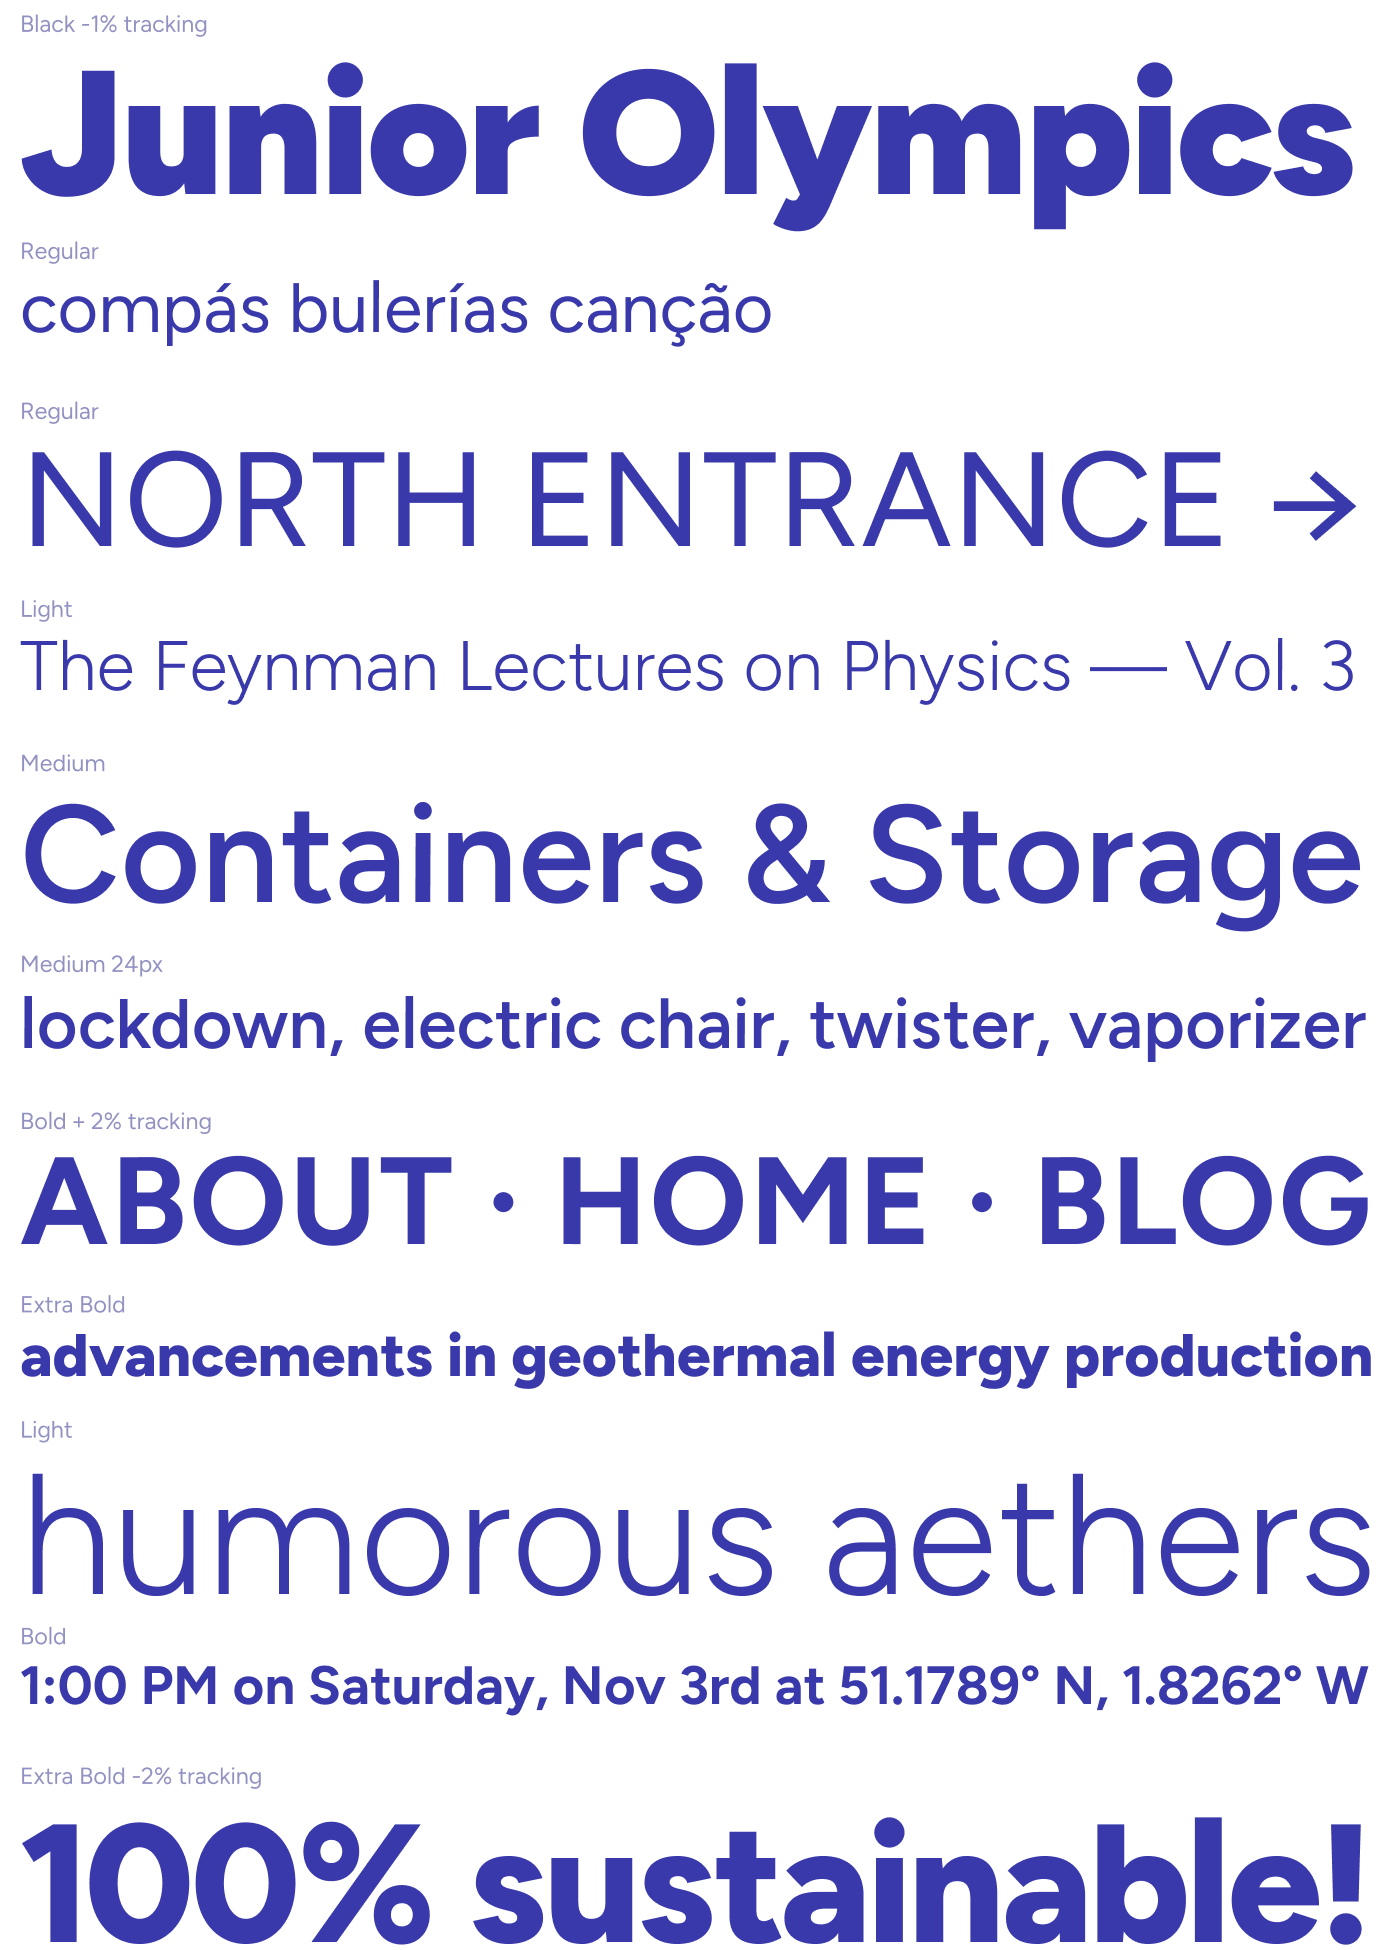 Black -1% tracking
Junior Olympics
Regular
compás bulerías canção
Regular
NORTH ENTRANCE →
Light
The Feynman Lectures on Physics — Vol. 3
Medium
Containers & Storage
Medium 24px
lockdown, electric chair, twister, vaporizer
Bold + 2% tracking
ABOUT · HOME · BLOG
Extra Bold
advancements in geothermal energy production
Light
humorous aethers
Bold
1:00 PM on Saturday, Nov 3rd at 51.1789° N, 1.8262° W
Extra Bold -2% tracking
100% sustainable!